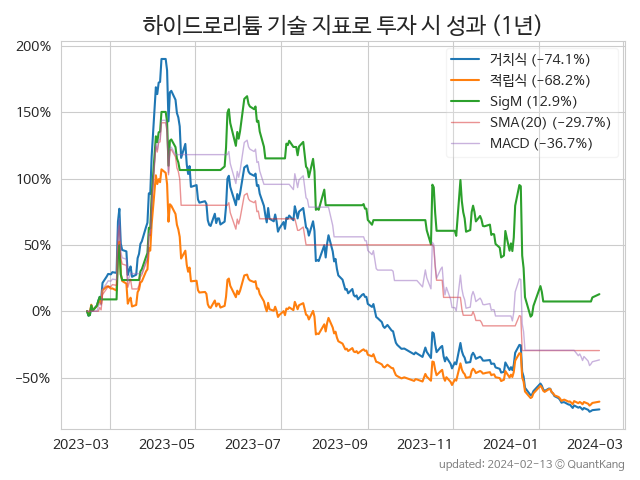 하이드로리튬 기술 지표로 투자 시 성과 (1년)
200%
150%
100%
50%
0%
−50%
거치식 (−74.1%)
적립식 (−68.2%)
SigM (12.9%)
SMA(20) (−29.7%)
MACD (−36.7%)
2023-03 2023-05 2023-07 2023-09 2023-11 2024-01 2024-03
updated: 2024-02-13 ⓒ QuantKang